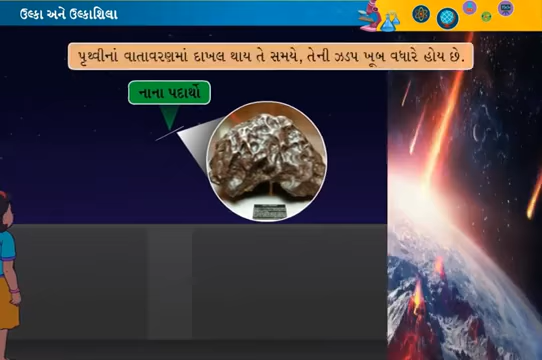 ઉલ્કા અને ઉલ્કાશિલા
પૃથ્વીનાં વાતાવરણમાં દાખલ થાય તે સમયે, તેની ઝડપ ખૂબ વધારે હોય છે.
નાના પદાર્થો